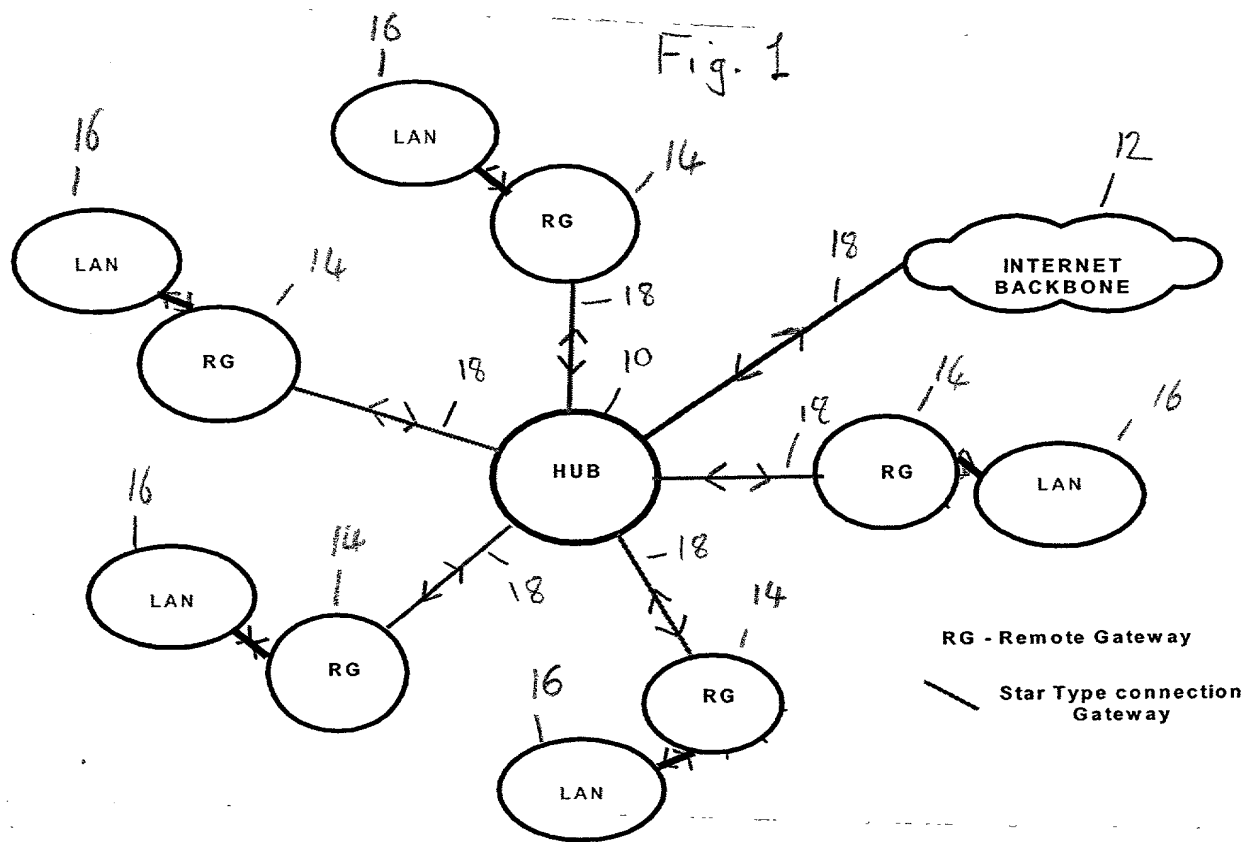 Fig. 1
16
LAN
14
RG
18
16
LAN
14
RG
18
12
18
INTERNET
BACKBONE
10
HUB
18
14
RG
16
LAN
16
LAN
14
RG
18
18
14
RG
16
LAN
RG - Remote Gateway
Star Type connection
Gateway